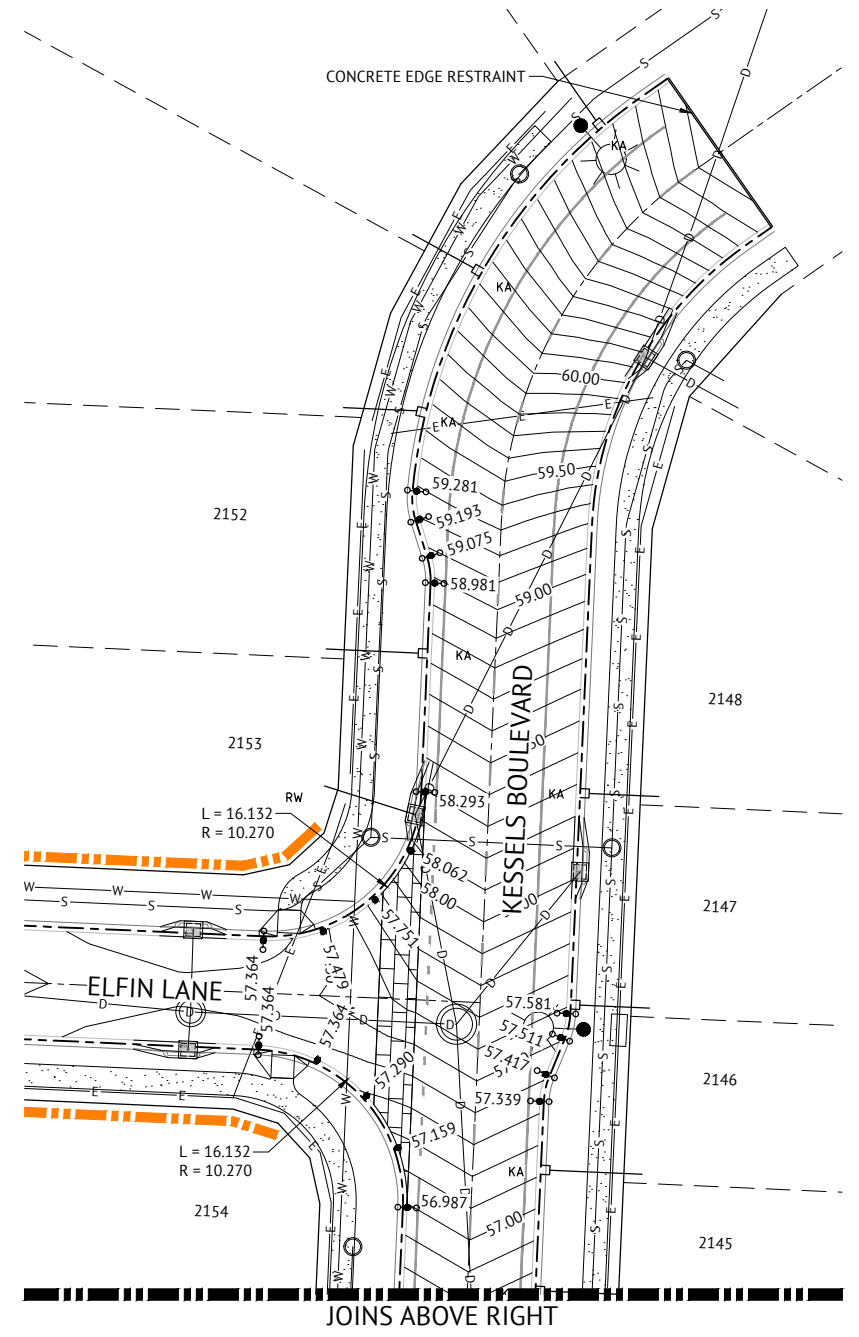 CONCRETE EDGE RESTRAINT
S
S
D
S
KA
W
E
D
E
W
S
D
KA
W
E
D
W
S
60.00
S
D
E
W
E
E
D
KA
E
S
E
W
59.50
E
D
S
59.281
2152
59.193
E
S
D
59.075
S
E
W
S
58.981
59.00
E
W
S
D
S
E
W
KA
S
E
W
D
S
2148
KESSELS BOULEVARD
50
2153
E
W
S
RW
58.293
KA
L = 16.132
R = 10.270
W
S
S
S
58.062
58.00
00
W
W
W
W
S
S
S
S
E
W
57.751
2147
57.479
D
D
57.364
ELFIN LANE
57.364
D
D
D
D
57.581
57.511
57.364
57.417
57.290
57.339
2146
E
E
W
D
57.159
L = 16.132
R = 10.270
KA
2154
56.987
57.00
2145
E
W
D
S
E
JOINS ABOVE RIGHT